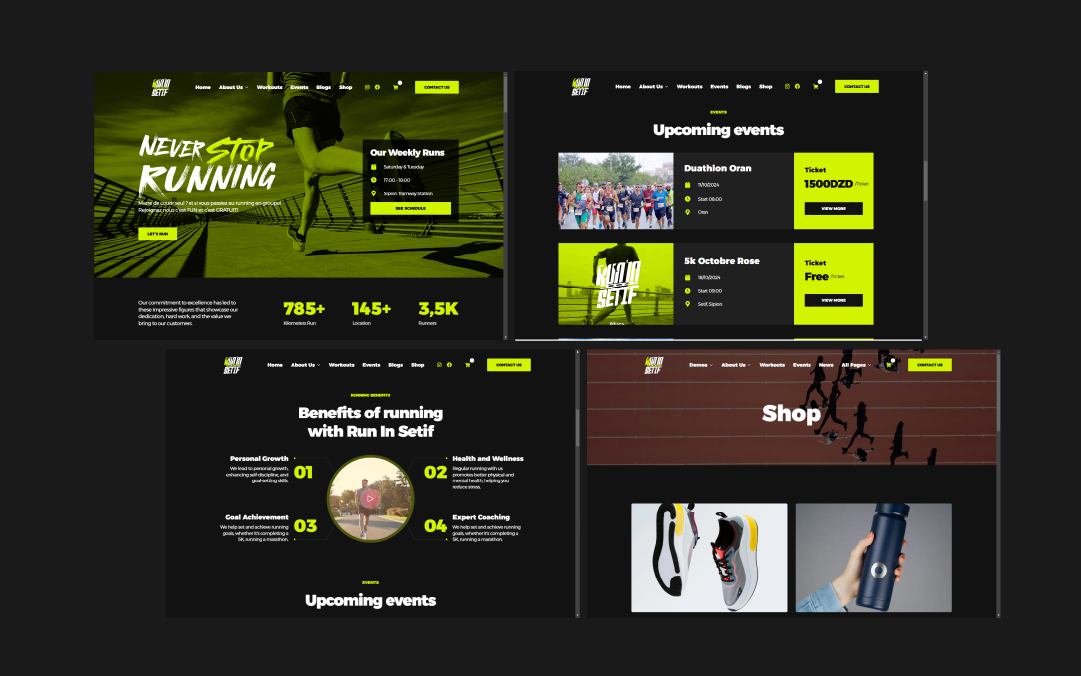 RUN IN
SETIF
Home
About Us
Workouts
Events
Blogs
Shop
CONTACT US
NEVER STOP
RUNNING
Marre de courir seul ? et si vous passiez au running en groupe!
Rejoignez nous c'est FUN et c'est GRATUIT!
LET'S RUN
Our Weekly Runs
Saturday & Tuesday
17:00 - 18:00
Sipion Tramway Station
SEE SCHEDULE
Our commitment to excellence has led to
these impressive figures that showcase our
dedication, hard work, and the value we
bring to our customers.
785+
Kilometers Run
145+
Location
3,5K
Runners
RUN IN
SETIF
Home
About Us
Workouts
Events
Blogs
Shop
CONTACT US
EVENTS
Upcoming events
Duathlon Oran
11/10/2024
Start 08:00
Oran
Ticket
1500DZD /Ticket
VIEW MORE
RUN IN
SETIF
5k Octobre Rose
18/10/2024
Start 09:00
Setif, Sipion
Ticket
Free /Ticket
VIEW MORE
RUN IN
SETIF
Home
About Us
Workouts
Events
Blogs
Shop
CONTACT US
RUNNING BENEFITS
Benefits of running
with Run In Setif
Personal Growth
We lead to personal growth,
enhancing self-discipline, and
goal-setting skills.
01
02
Health and Wellness
Regular running with us
promotes better physical and
mental health, helping you
reduce stress.
Goal Achievement
We help set and achieve running
goals, whether it's completing a
5K, running a marathon.
03
04
Expert Coaching
We help set and achieve running
goals, whether it's completing a
5K, running a marathon.
EVENTS
Upcoming events
RUN IN
SETIF
Demos
About Us
Workouts
Events
News
All Pages
CONTACT US
Shop